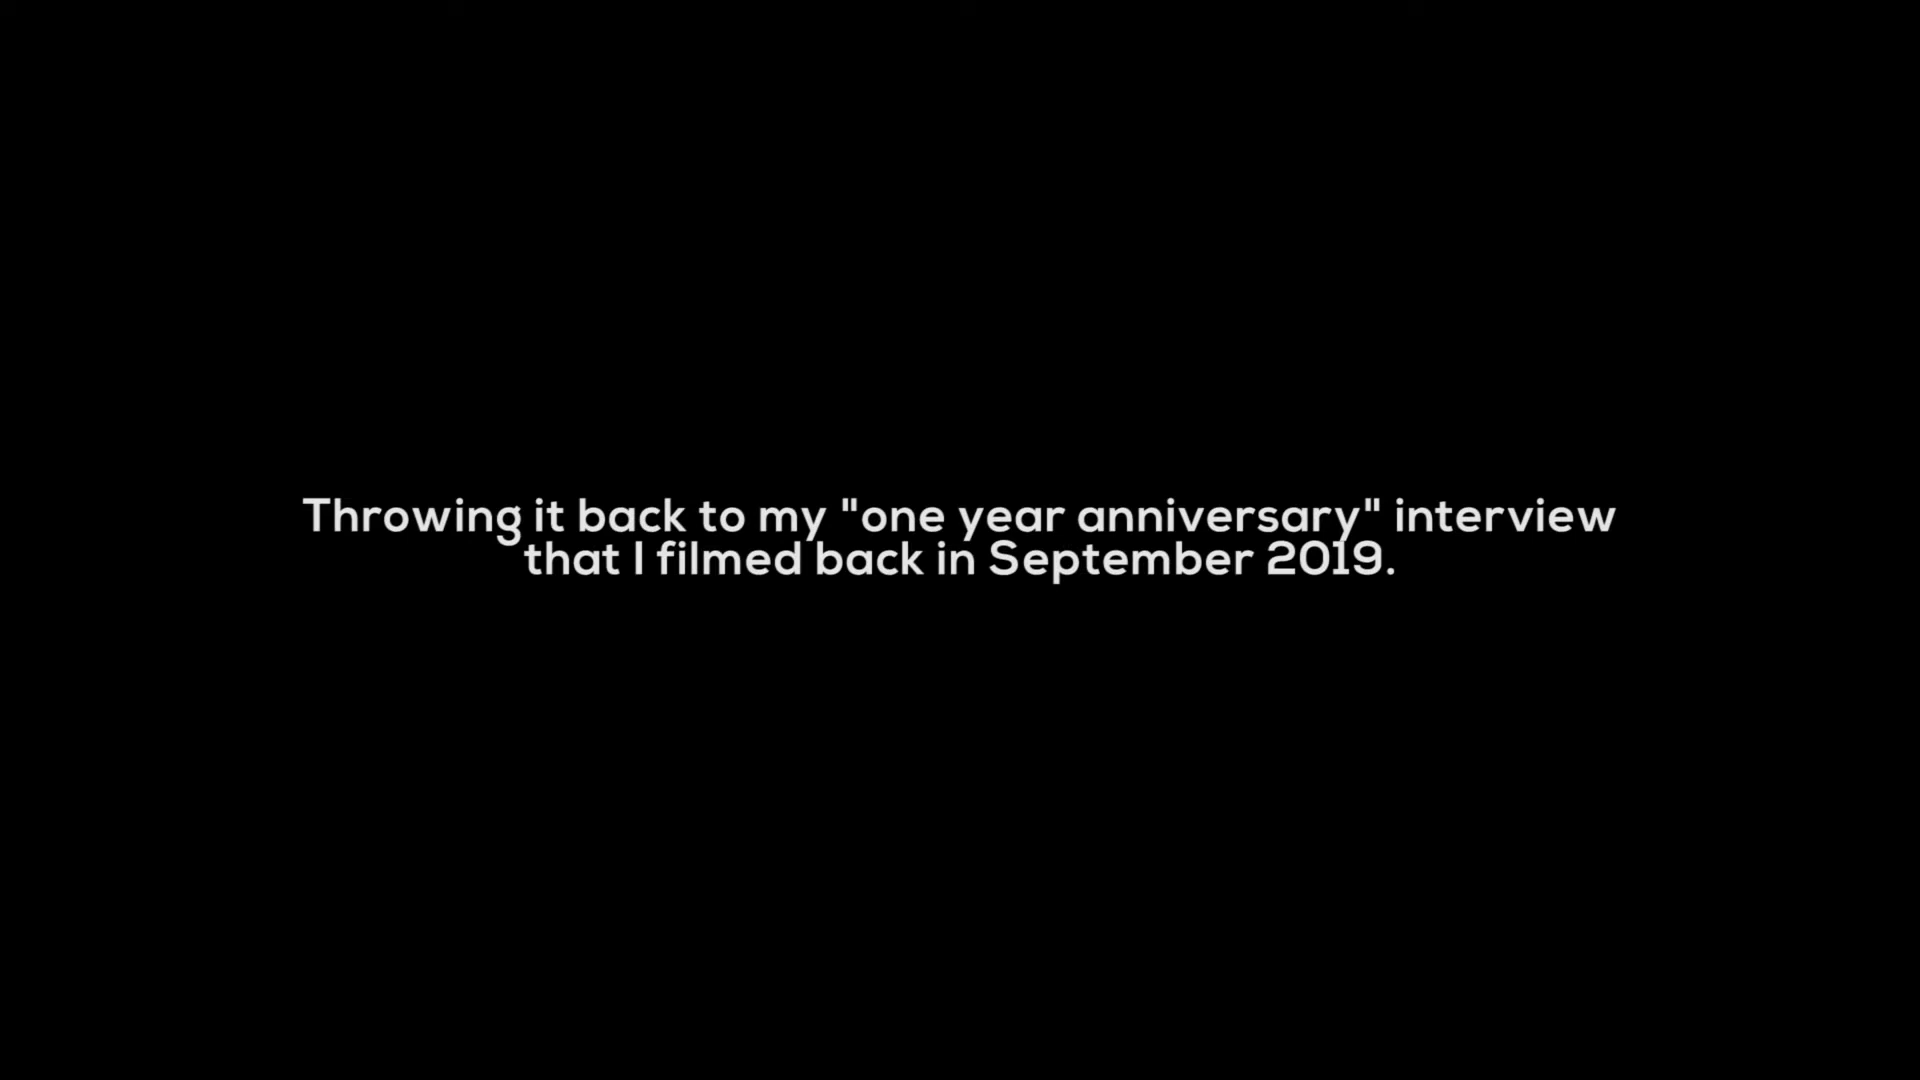 Throwing it back to my "one year anniversary" interview
that I filmed back in September 2019.